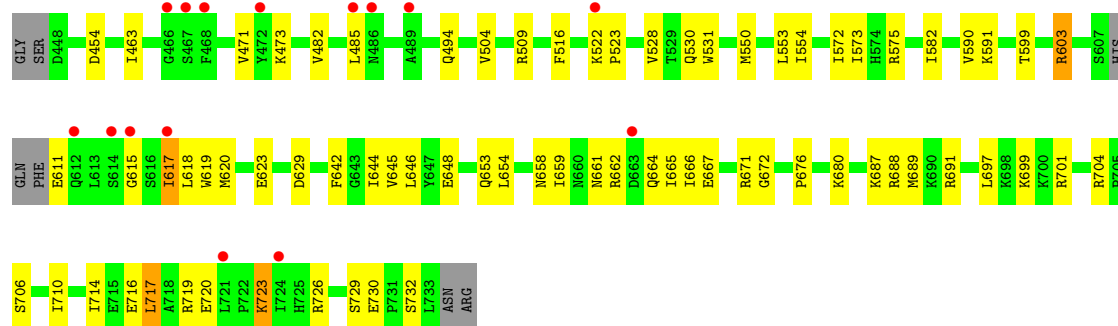 GLY SER D448 D454 I463 G466 S467 F468 V471 Y472 K473 V482 L485 N486 A489 Q494 V504 R509 F516 K522 P523 V528 T529 Q530 W531 M550 L553 I554 I572 I573 H574 R575 I582 V590 K591 T599 R603 S607 HIS
GLN PHE E611 Q612 L613 S614 G615 S616 I617 L618 W619 M620 E623 D629 F642 G643 I644 V645 L646 Y647 E648 Q653 L654 N658 I659 N660 N661 R662 D663 Q664 I665 I666 E667 R671 G672 P676 K680 K687 R688 M689 K690 R691 L697 K698 K699 K700 R701 R704 P705
S706 I710 I714 E715 E716 L717 A718 R719 E720 L721 P722 K723 I724 H725 R726 S729 E730 P731 S732 L733 ASN ARG